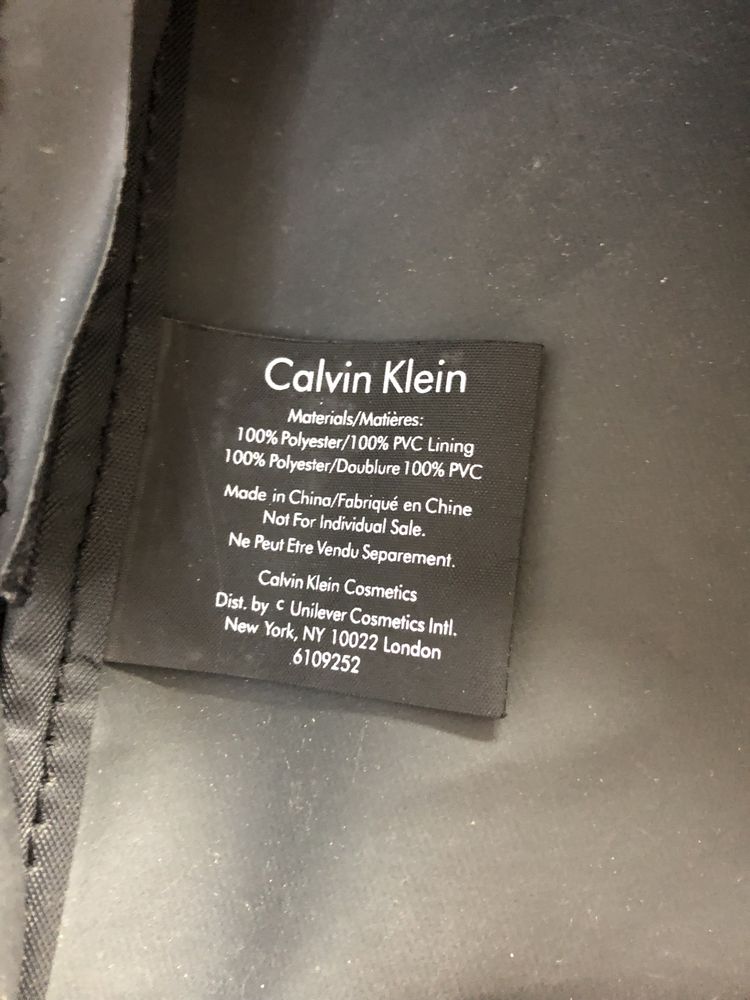 Calvin Klein
Materials/Matières:
100% Polyester/100% PVC Lining
100% Polyester/Doublure 100% PVC
Made in China/Fabriqué en Chine
Not For Individual Sale.
Ne Peut Etre Vendu Separement.
Calvin Klein Cosmetics
Dist. by c Unilever Cosmetics Intl.
New York, NY 10022 London
6109252